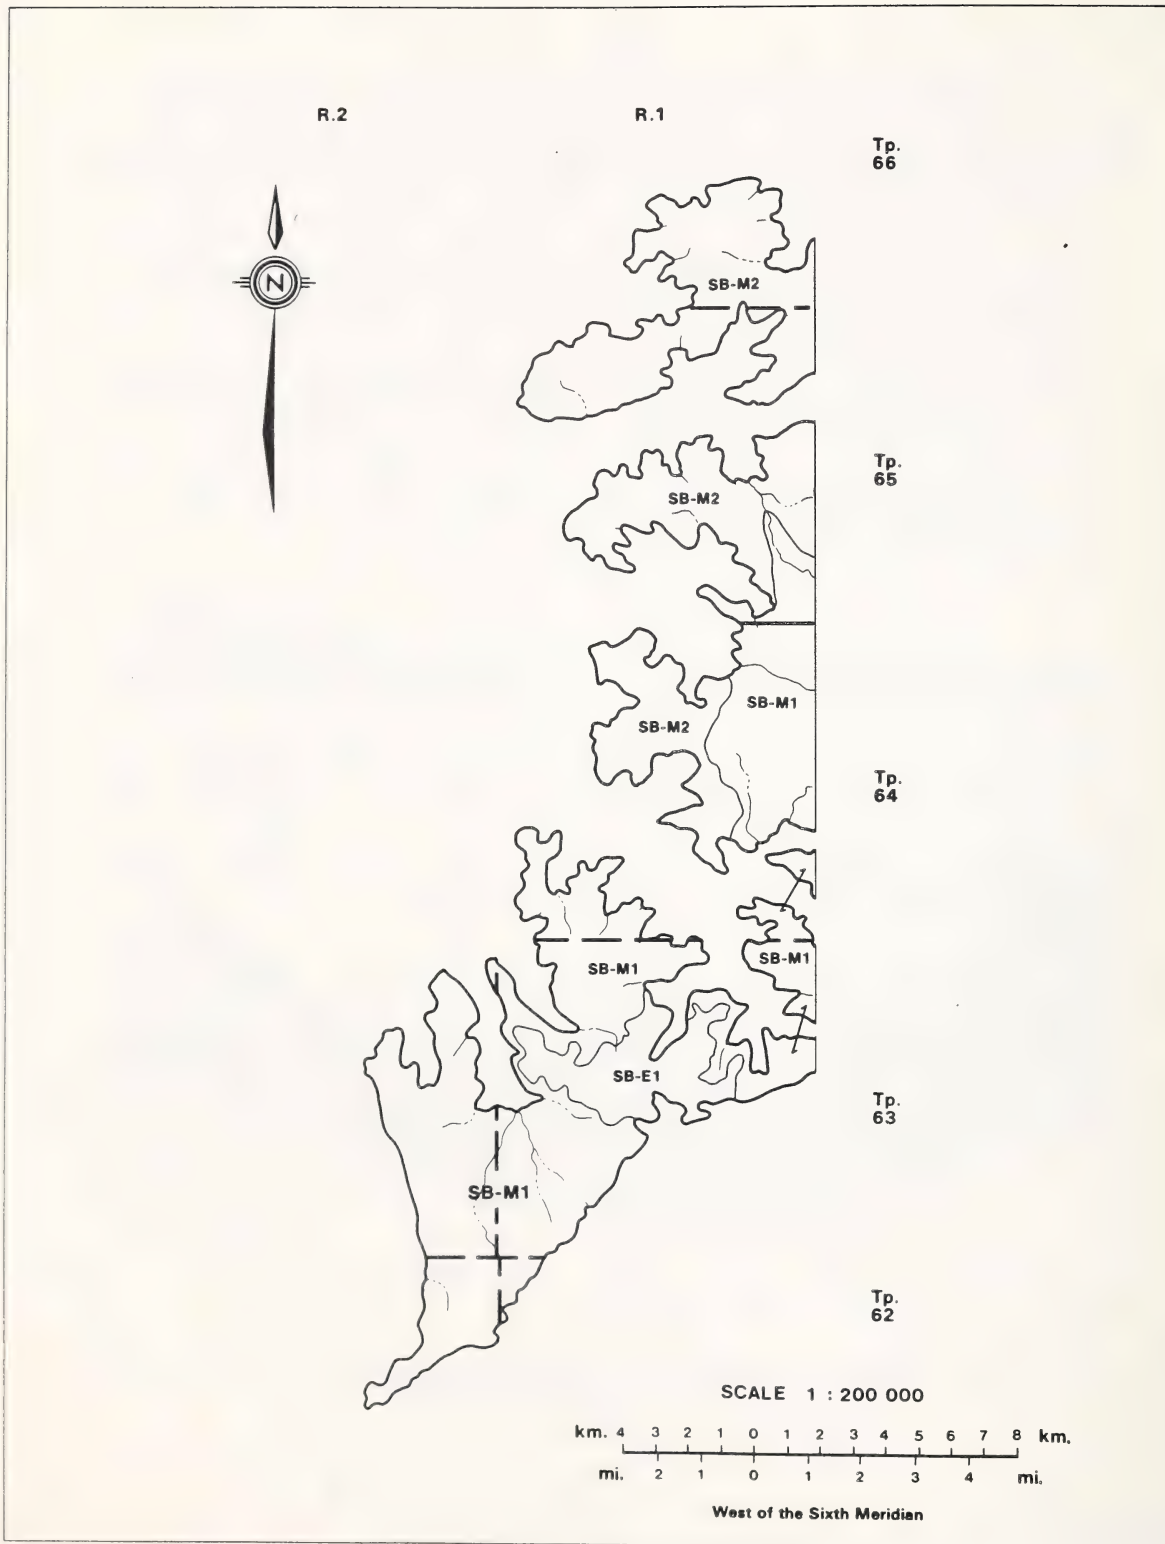 R.2 R.1
Tp.
66
N
SB-M2
Tp.
65
SB-M2
SB-M1
SB-M2
Tp.
64
SB-M1
SB-M1
SB-E1
Tp.
63
SB-M1
Tp.
62
SCALE 1 : 200 000
km. 4 3 2 1 0 1 2 3 4 5 6 7 8 km.
mi. 2 1 0 1 2 3 4 mi.
West of the Sixth Meridian